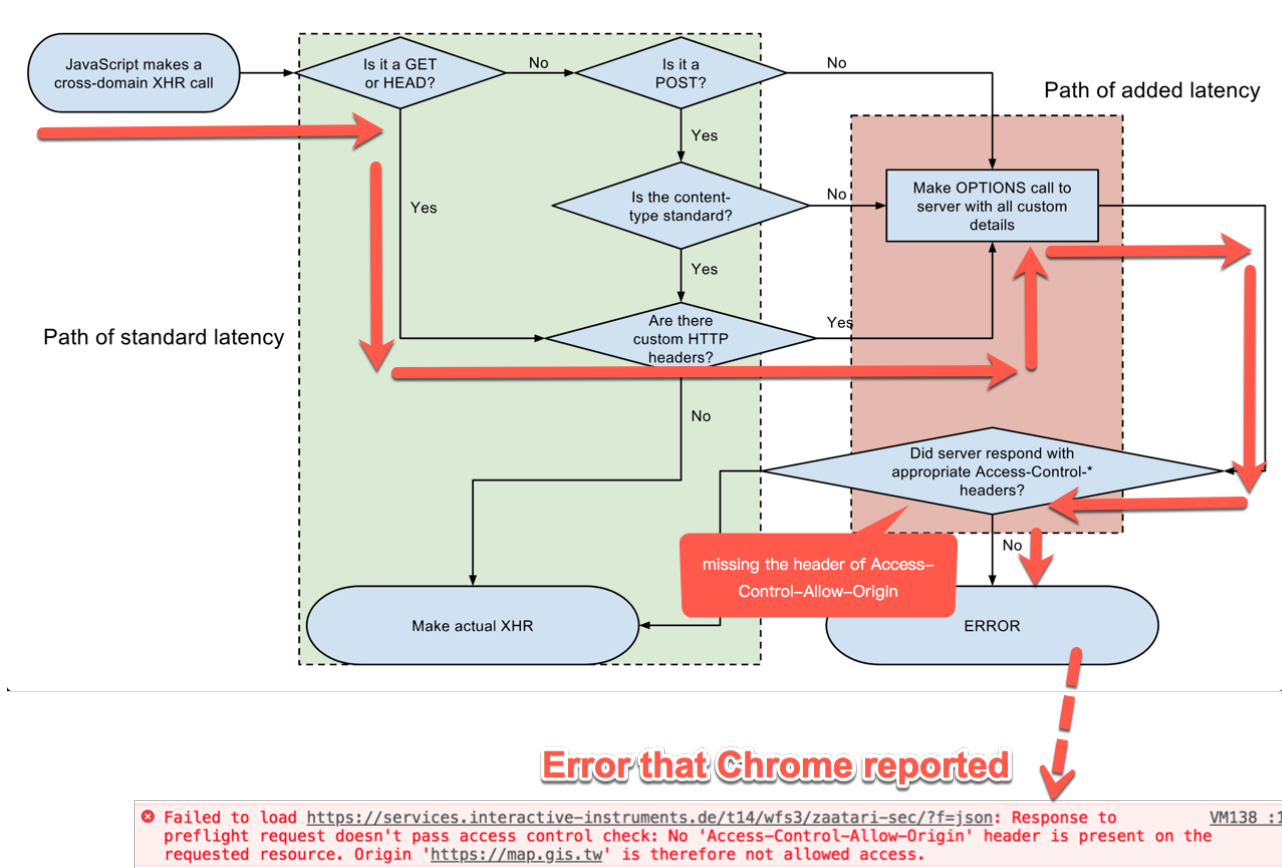 JavaScript makes a
cross-domain XHR call
Is it a GET
or HEAD?
No
Is it a
POST?
No
Path of added latency
Yes
Yes
Is the content-
type standard?
No
Make OPTIONS call to
server with all custom
details
Yes
Path of standard latency
Are there
custom HTTP
headers?
Yes
No
Did server respond with
appropriate Access-Control-*
headers?
No
missing the header of Access-
Control-Allow-Origin
Make actual XHR
ERROR
Error that Chrome reported
Failed to load https://services.interactive-instruments.de/t14/wfs3/zaatari-sec/?f=json: Response to VM138 :1
preflight request doesn't pass access control check: No 'Access-Control-Allow-Origin' header is present on the
requested resource. Origin 'https://map.gis.tw' is therefore not allowed access.